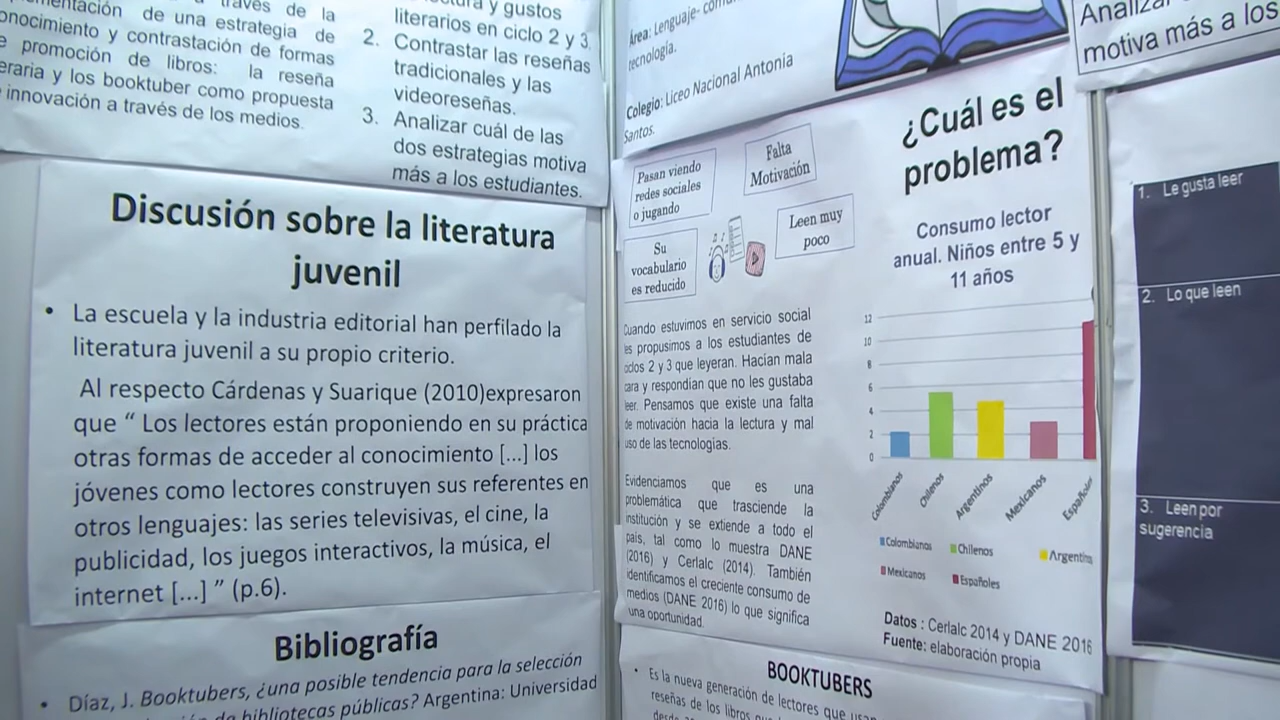 través de la
de una estrategia de
y contrastación de formas
promoción de libros: la reseña
y los booktuber como propuesta
innovación a través de los medios.
y gustos
literarios en ciclo 2 y 3.
2. Contrastar las reseñas
tradicionales y las
videoreseñas.
3. Analizar cuál de las
dos estrategias motiva
más a los estudiantes.
Discusión sobre la literatura
juvenil
• La escuela y la industria editorial han perfilado la
literatura juvenil a su propio criterio.
Al respecto Cárdenas y Suarique (2010)expresaron
que “ Los lectores están proponiendo en su práctica
otras formas de acceder al conocimiento [...] los
jóvenes como lectores construyen sus referentes en
otros lenguajes: las series televisivas, el cine, la
publicidad, los juegos interactivos, la música, el
internet [...] ” (p.6).
Bibliografía
• Díaz, J. Booktubers, ¿una posible tendencia para la selección
de bibliotecas públicas? Argentina: Universidad
Área: Lenguaje-
tecnología.
Colegio: Liceo Nacional Antonia
Santos.
¿Cuál es el
problema?
Pasan viendo
redes sociales
o jugando
Falta
Motivación
Su
vocabulario
es reducido
Leen muy
poco
Cuando estuvimos en servicio social
les propusimos a los estudiantes de
ciclos 2 y 3 que leyeran. Hacían mala
cara y respondían que no les gustaba
leer. Pensamos que existe una falta
de motivación hacia la lectura y mal
uso de las tecnologías.
Evidenciamos que es una
problemática que trasciende la
institución y se extiende a todo el
país, tal como lo muestra DANE
(2016) y Cerlalc (2014). También
identificamos el creciente consumo de
medios (DANE 2016) lo que significa
una oportunidad.
Consumo lector
anual. Niños entre 5 y
11 años
12
10
8
6
4
2
0
Colombianos
Chilenos
Argentinos
Mexicanos
Españoles
Colombianos
Chilenos
Argentinos
Mexicanos
Españoles
Datos : Cerlalc 2014 y DANE 2016
Fuente: elaboración propia
BOOKTUBERS
• Es la nueva generación de lectores que usan
reseñas de los libros que
Analizar
motiva más a los
1. Le gusta leer
2. Lo que leen
3. Leen por
sugerencia